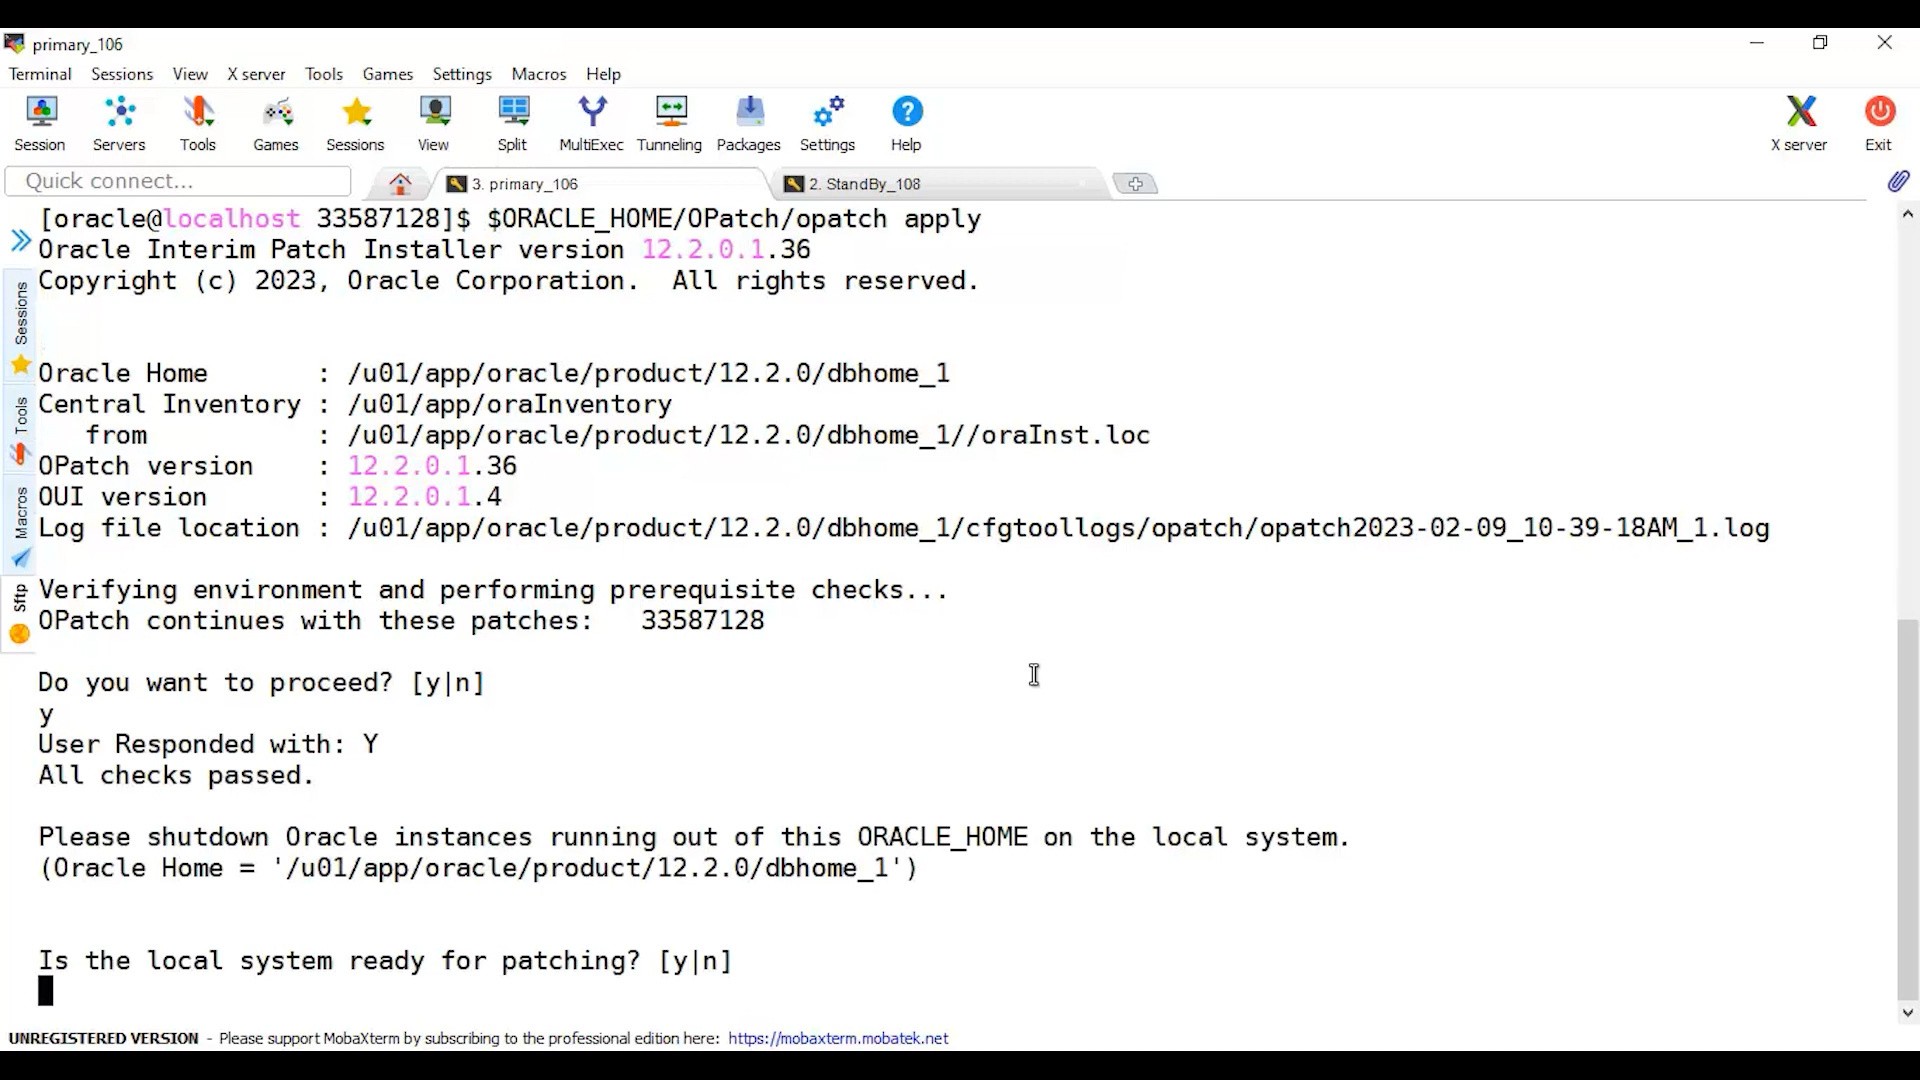 primary_106
Terminal Sessions View X server Tools Games Settings Macros Help
Session Servers Tools Games Sessions View Split MultiExec Tunneling Packages Settings Help X server Exit
Quick connect... 3. primary_106 2. StandBy_108
[oracle@localhost 33587128]$ $ORACLE_HOME/OPatch/opatch apply
Oracle Interim Patch Installer version 12.2.0.1.36
Copyright (c) 2023, Oracle Corporation.  All rights reserved.
Oracle Home       : /u01/app/oracle/product/12.2.0/dbhome_1
Central Inventory : /u01/app/oraInventory
   from           : /u01/app/oracle/product/12.2.0/dbhome_1//oraInst.loc
OPatch version    : 12.2.0.1.36
OUI version       : 12.2.0.1.4
Log file location : /u01/app/oracle/product/12.2.0/dbhome_1/cfgtoollogs/opatch/opatch2023-02-09_10-39-18AM_1.log
Verifying environment and performing prerequisite checks...
OPatch continues with these patches:   33587128
Do you want to proceed? [y|n]
y
User Responded with: Y
All checks passed.
Please shutdown Oracle instances running out of this ORACLE_HOME on the local system.
(Oracle Home = '/u01/app/oracle/product/12.2.0/dbhome_1')
Is the local system ready for patching? [y|n]
Sessions
Tools
Macros
Sftp
UNREGISTERED VERSION - Please support MobaXterm by subscribing to the professional edition here: https://mobaxterm.mobatek.net